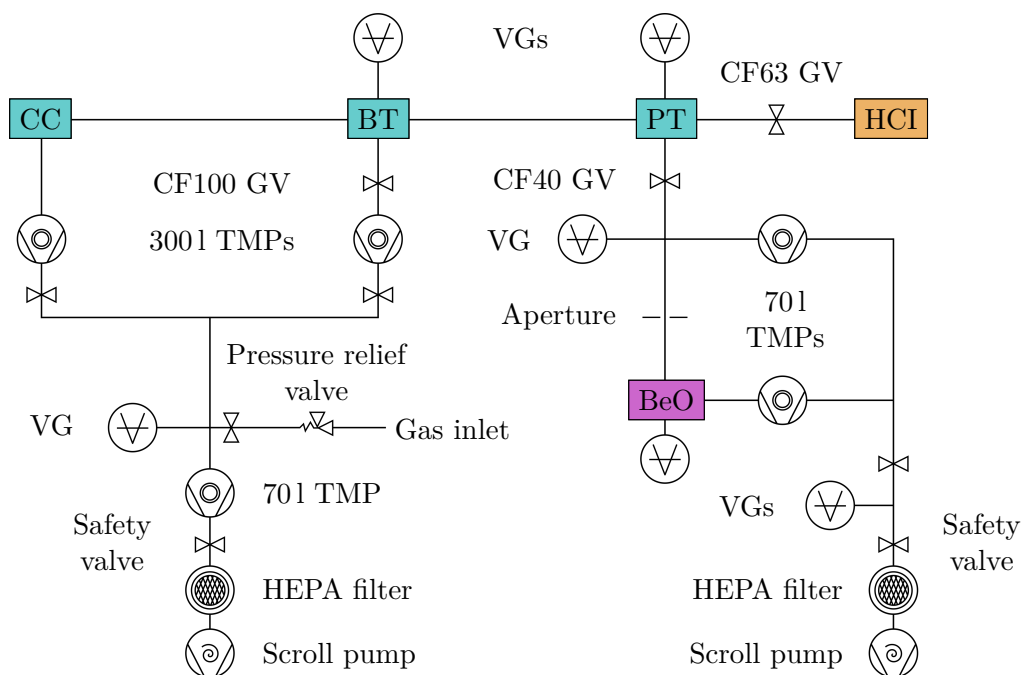 VGs
CF63 GV
CC
BT
PT
HCI
CF100 GV
CF40 GV
300 l TMPs
VG
70 l
TMPs
Aperture
Pressure relief
valve
BeO
VG
Gas inlet
70 l TMP
VGs
Safety
valve
Safety
valve
HEPA filter
HEPA filter
Scroll pump
Scroll pump